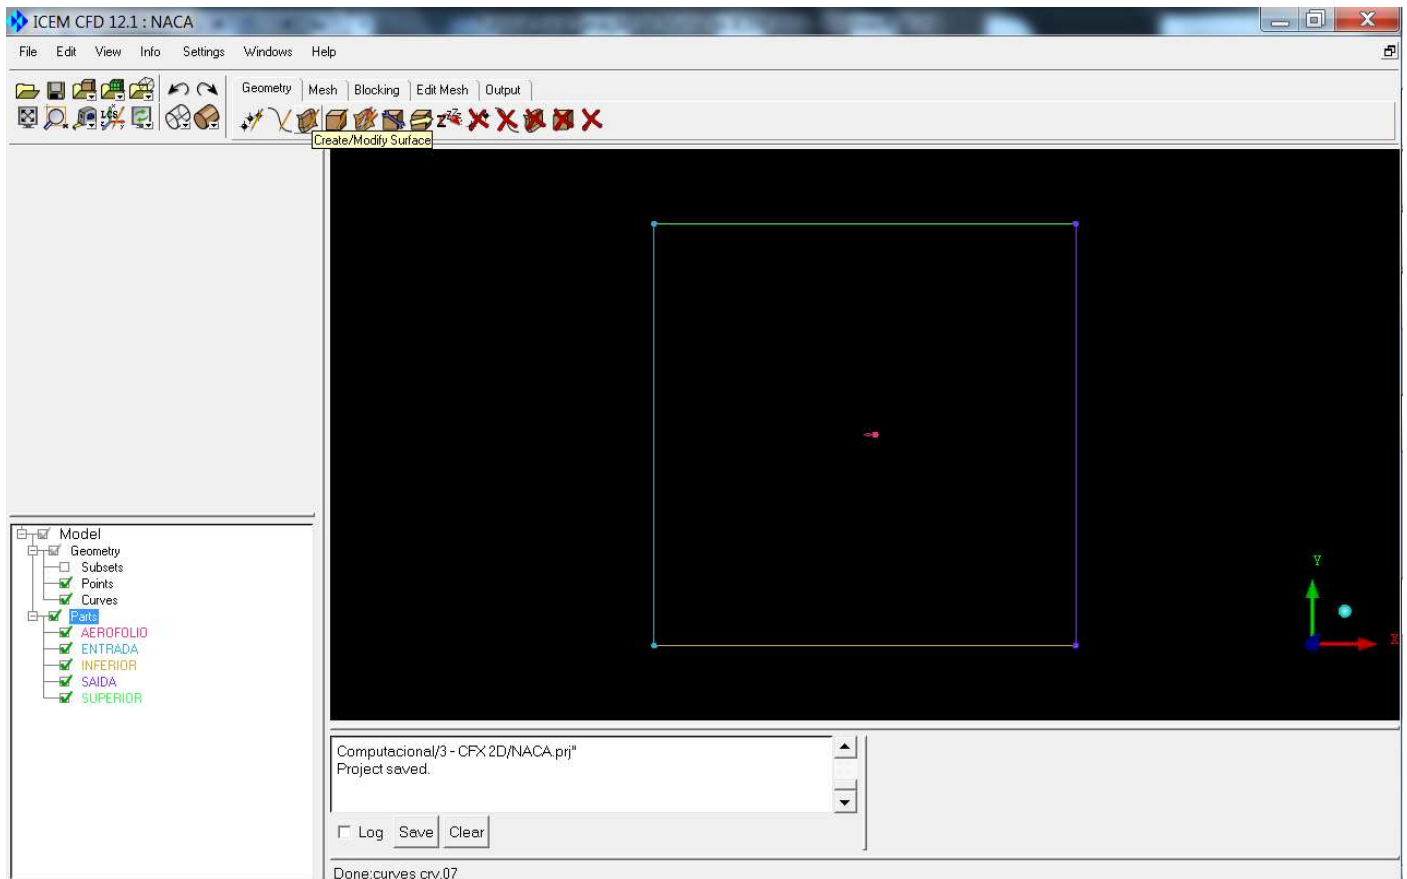 ICEM CFD 12.1 : NACA
File Edit View Info Settings Windows Help
Geometry Mesh Blocking Edit Mesh Output
Create/Modify Surface
Model
Geometry
Subsets
Points
Curves
Parts
AEROFOLIO
ENTRADA
INFERIOR
SAIDA
SUPERIOR
Y
X
Computacional/3 - CFX 2D/NACA.prj"
Project saved.
Log Save Clear
Done:curves crv.07